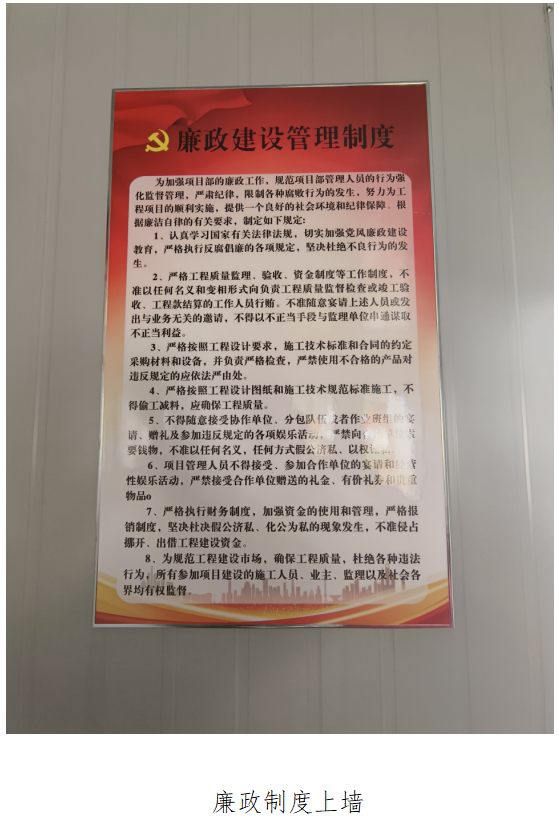 廉政建设管理制度
为加强项目部的廉政工作，规范项目部管理人员的行为强
化监督管理，严肃纪律，限制各种腐败行为的发生，努力为工
程项目的顺利实施，提供一个良好的社会环境和纪律保障。根
据廉洁自律的有关要求，制定如下规定：
1、认真学习国家有关法律法规，切实加强党风廉政建设
教育，严格执行反腐倡廉的各项规定，坚决杜绝不良行为的发
生。
2、严格工程质量监理、验收、资金制度等工作制度，不
准以任何名义和变相形式向负责工程质量监督检查或竣工验
收、工程款结算的工作人员行贿。不准随意宴请上述人员或发
出与业务无关的邀请，不得以不正当手段与监理单位串通谋取
不正当利益。
3、严格按照工程设计要求，施工技术标准和合同的约定
采购材料和设备，并负责严格检查，严禁使用不合格的产品对
违反规定的应依法严由处。
4、严格按照工程设计图纸和施工技术规范标准施工，不
得偷工减料，应确保工程质量。
5、不得随意接受协作单位、分包队伍或者作业班组的宴
请、赠礼及参加违反规定的各项娱乐活动，严禁向合作单位索
要钱物，不准以任何名义，任何方式假公济私、以权
6、项目管理人员不得接受、参加合作单位的宴请和经营
性娱乐活动，严禁接受合作单位赠送的礼金、有价礼券和贵重
物品o
7、严格执行财务制度，加强资金的使用和管理，严格报
销制度，坚决杜决假公济私、化公为私的现象发生，不准侵占
挪开、出借工程建设资金。
8、为规范工程建设市场，确保工程质量，杜绝各种违法
行为，所有参加项目建设的施工人员、业主、监理以及社会各
界均有权监督。
廉政制度上墙